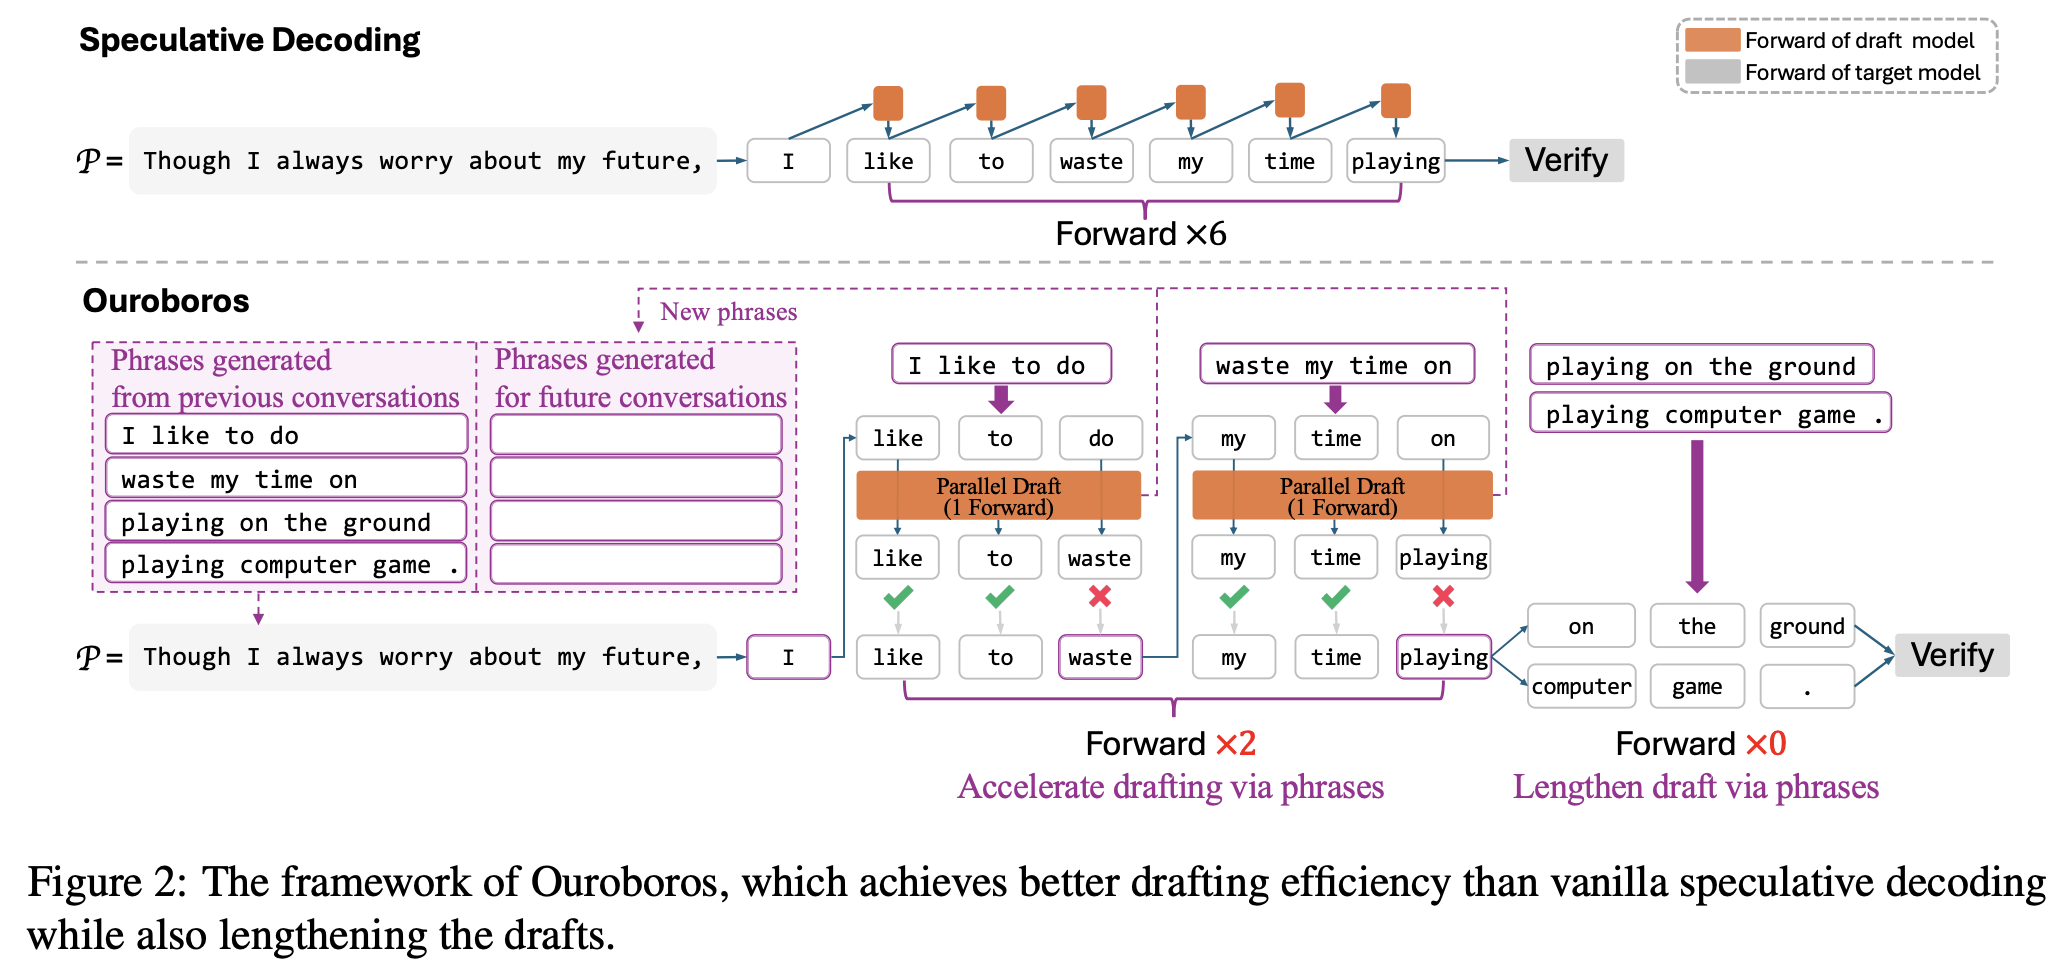 Speculative Decoding
Forward of draft model
Forward of target model
𝒫 = Though I always worry about my future, I like to waste my time playing Verify
Forward ×6
Ouroboros
New phrases
Phrases generated
from previous conversations
I like to do
waste my time on
playing on the ground
playing computer game .
Phrases generated
for future conversations
I like to do
like to do
Parallel Draft
(1 Forward)
like to waste
waste my time on
my time on
Parallel Draft
(1 Forward)
my time playing
playing on the ground
playing computer game .
𝒫 = Though I always worry about my future, I like to waste my time playing
on the ground
computer game .
Verify
Forward ×2
Accelerate drafting via phrases
Forward ×0
Lengthen draft via phrases
Figure 2: The framework of Ouroboros, which achieves better drafting efficiency than vanilla speculative decoding
while also lengthening the drafts.